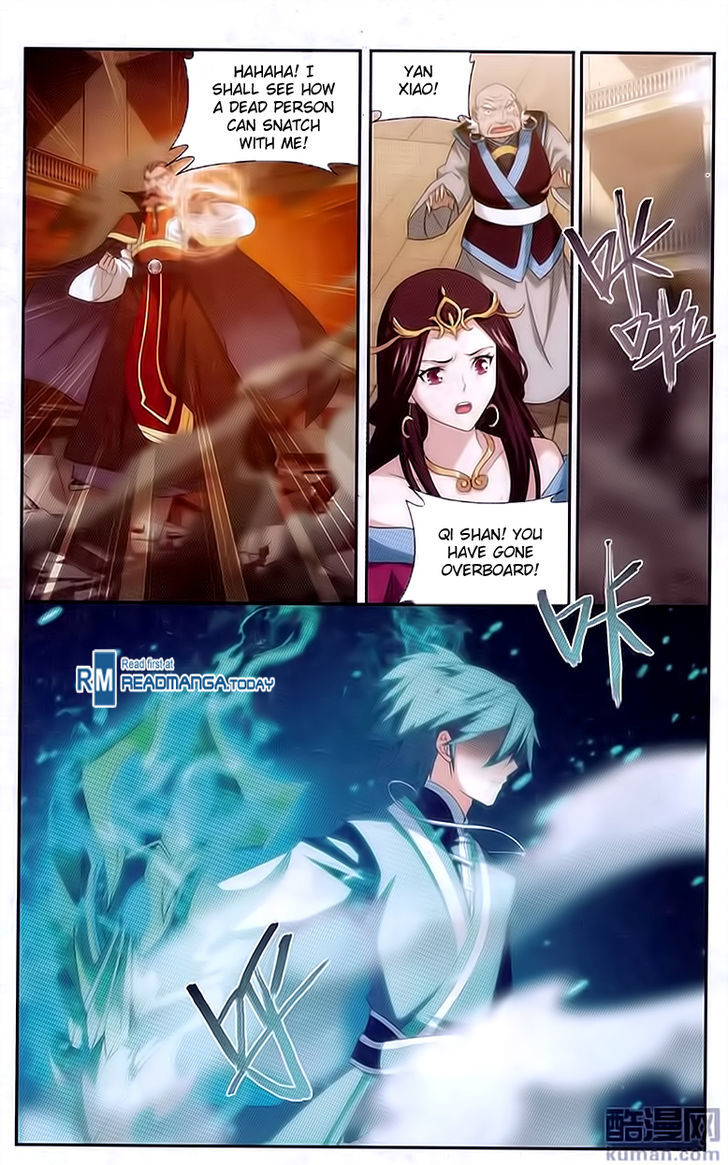 HAHAHA! I
SHALL SEE HOW
A DEAD PERSON
CAN SNATCH
WITH ME!
YAN
XIAO!
QI SHAN! YOU
HAVE GONE
OVERBOARD!
咔
啦
咔
RM
Read first at
READMANGA.TODAY
酷漫网
kuman.com